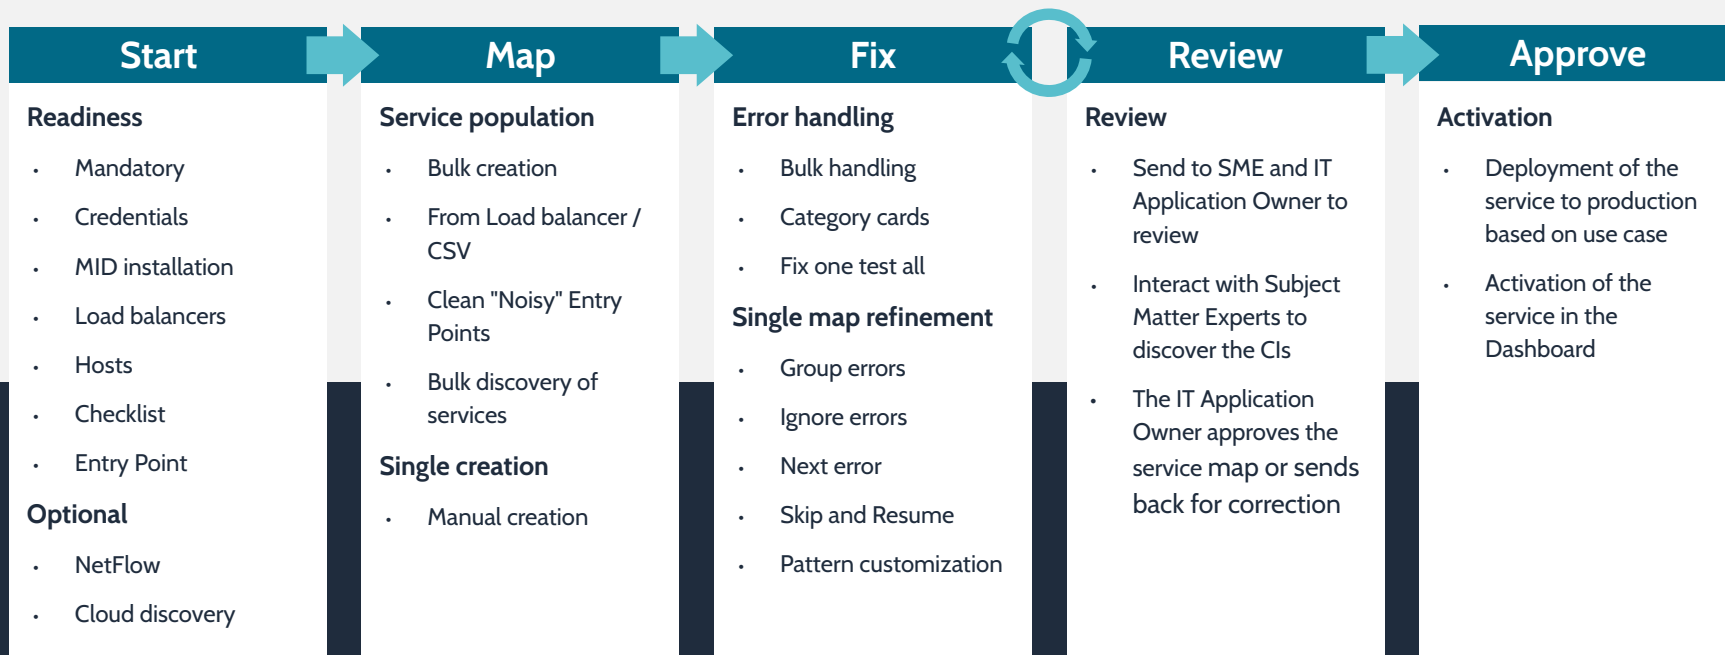 Start
Readiness
• Mandatory
• Credentials
• MID installation
• Load balancers
• Hosts
• Checklist
• Entry Point
Optional
• NetFlow
• Cloud discovery
Map
Service population
• Bulk creation
• From Load balancer /
CSV
• Clean "Noisy" Entry
Points
• Bulk discovery of
services
Single creation
• Manual creation
Fix
Error handling
• Bulk handling
• Category cards
• Fix one test all
Single map refinement
• Group errors
• Ignore errors
• Next error
• Skip and Resume
• Pattern customization
Review
Review
• Send to SME and IT
Application Owner to
review
• Interact with Subject
Matter Experts to
discover the CIs
• The IT Application
Owner approves the
service map or sends
back for correction
Approve
Activation
• Deployment of the
service to production
based on use case
• Activation of the
service in the
Dashboard